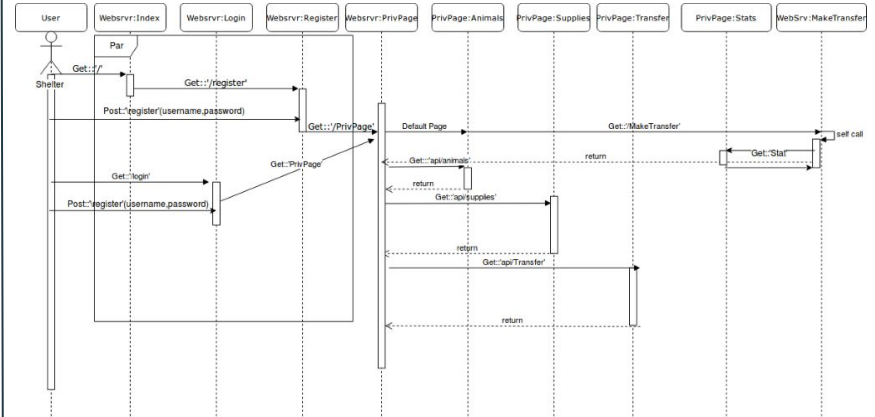 User
Websrvr:Index
Websrvr:Login
Websrvr:Register
Websrvr:PrivPage
PrivPage:Animals
PrivPage:Supplies
PrivPage:Transfer
PrivPage:Stats
WebSrv:MakeTransfer
Par
Get::'/'
Shelter
Get::'/register'
Post::'\register'(username,password)
Get::'/PrivPage'
Default Page
Get::'\MakeTransfer'
self call
Get::'Stat'
return
Get::'PrivPage'
Get::'api/animals'
Get::'\login'
return
Get::'api/supplies'
Post::'\register'(username,password)
return
Get::'api/Transfer'
return